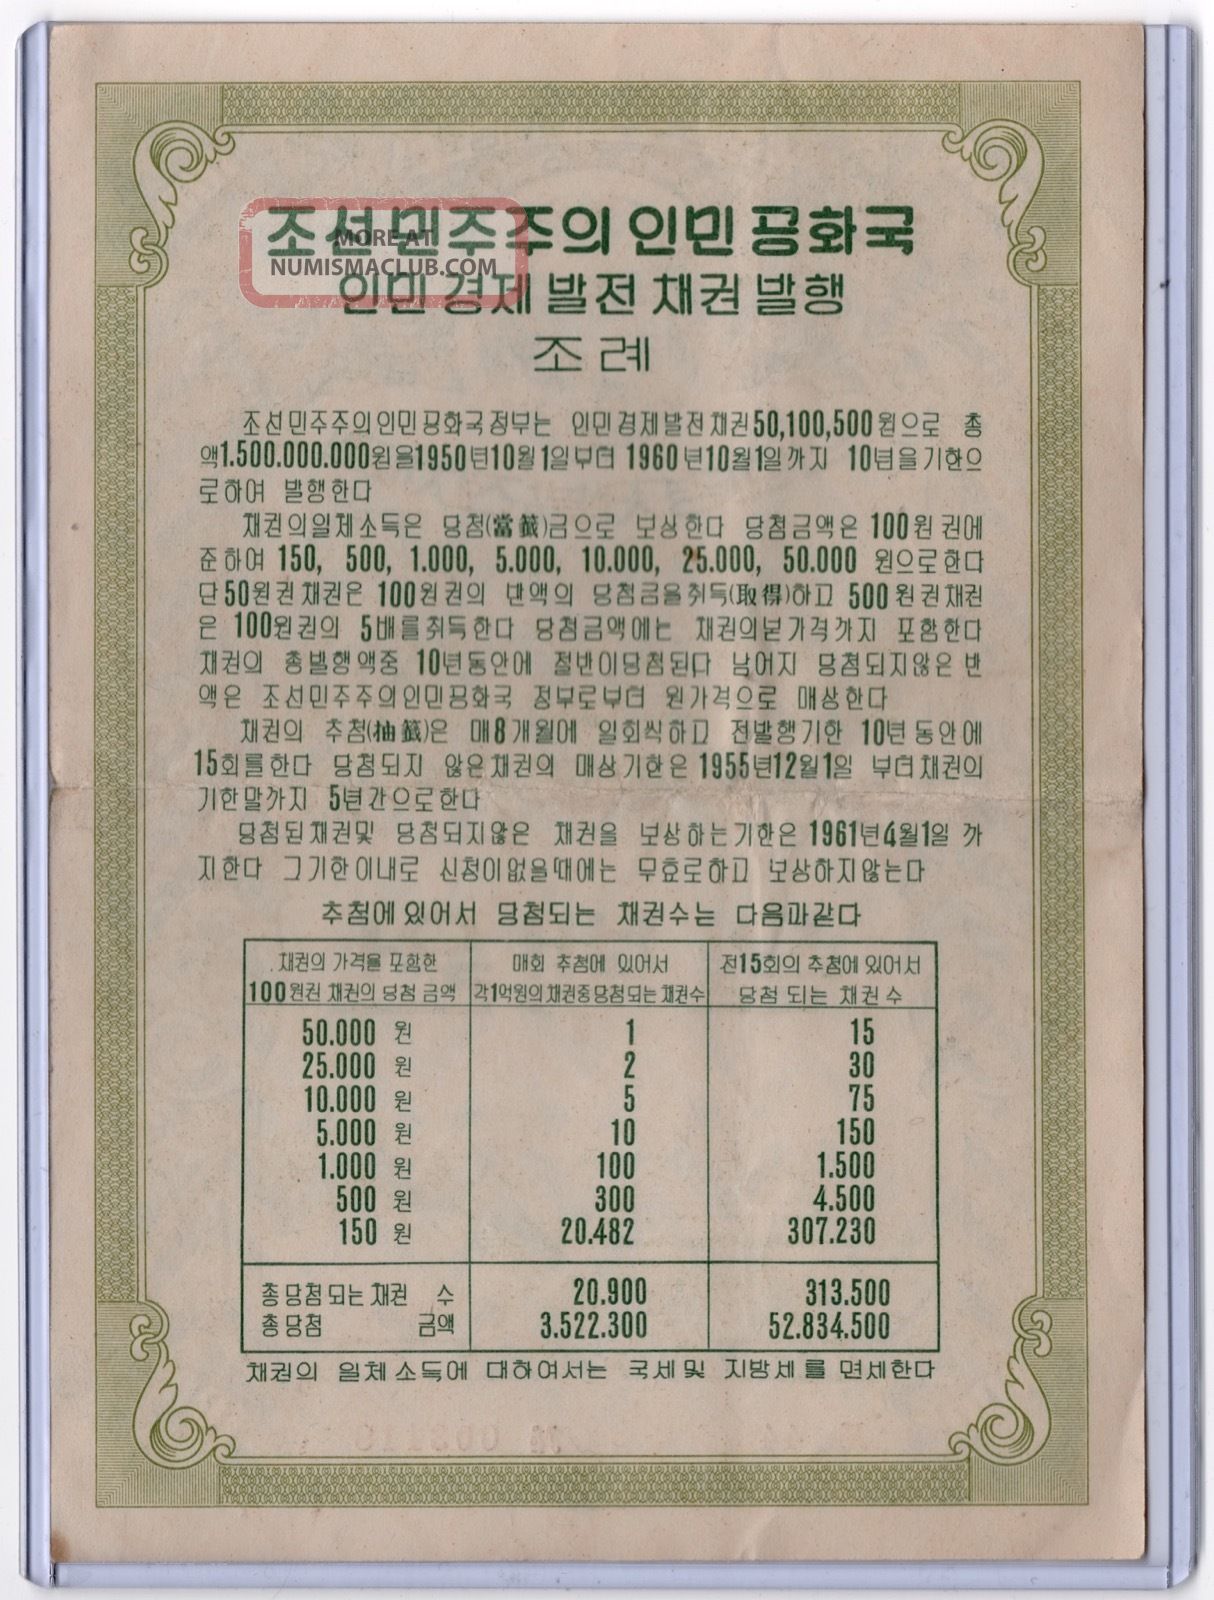 조선민주주의 인민 공화국
MORE AT
NUMISMACLUB.COM
인민 경제 발전 채권 발행
조례
조선민주주의인민공화국정부는 인민경제발전채권50,100,500원으로 총
액1.500.000.000원을1950년10월1일부터 1960년10월1일까지 10년을기한으
로하여 발행한다
채권의일체소득은 당첨(當籤)금으로 보상한다 당첨금액은 100원권에
준하여 150, 500, 1.000, 5.000, 10.000, 25.000, 50.000 원으로한다
단50원권채권은 100원권의 반액의 당첨금을취득(取得)하고 500원권채권
은 100원권의 5배를취득한다 당첨금액에는 채권의본가격까지 포함한다
채권의 총발행액중 10년동안에 절반이당첨된다 남어지 당첨되지않은반
액은 조선민주주의인민공화국 정부로부터 원가격으로 매상한다
채권의 추첨(抽籤)은 매8개월에 일회씩하고 전발행기한 10년동안에
15회를한다 당첨되지 않은채권의 매상기한은1955년12월1일 부터채권의
기한말까지 5년간으로한다
당첨된채권및 당첨되지않은 채권을 보상하는기한은1961년4월1일 까
지한다 그기한이내로 신청이없을때에는 무효로하고 보상하지않는다
추첨에있어서 당첨되는 채권수는 다음과같다
채권의 가격을 포함한 매회 추첨에 있어서 전15회의 추첨에있어서
100원권 채권의 당첨 금액 각1억원의채권중당첨되는채권수 당첨 되는 채권수
50.000 원 1 15
25.000 원 2 30
10.000 원 5 75
5.000 원 10 150
1.000 원 100 1.500
500 원 300 4.500
150 원 20.482 307.230
총당첨되는채권 수 20.900 313.500
총당첨 금액 3.522.300 52.834.500
채권의 일체소득에 대하여서는 국세및 지방세를 면세한다